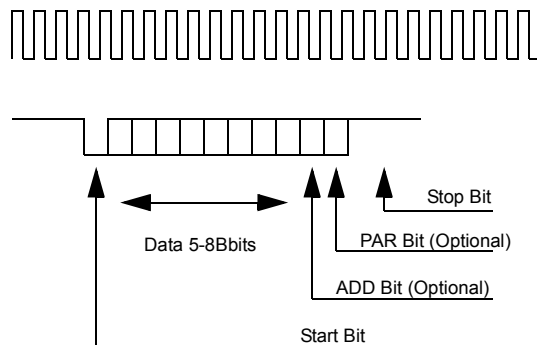 Stop Bit
Data 5-8Bbits
PAR Bit (Optional)
ADD Bit (Optional)
Start Bit